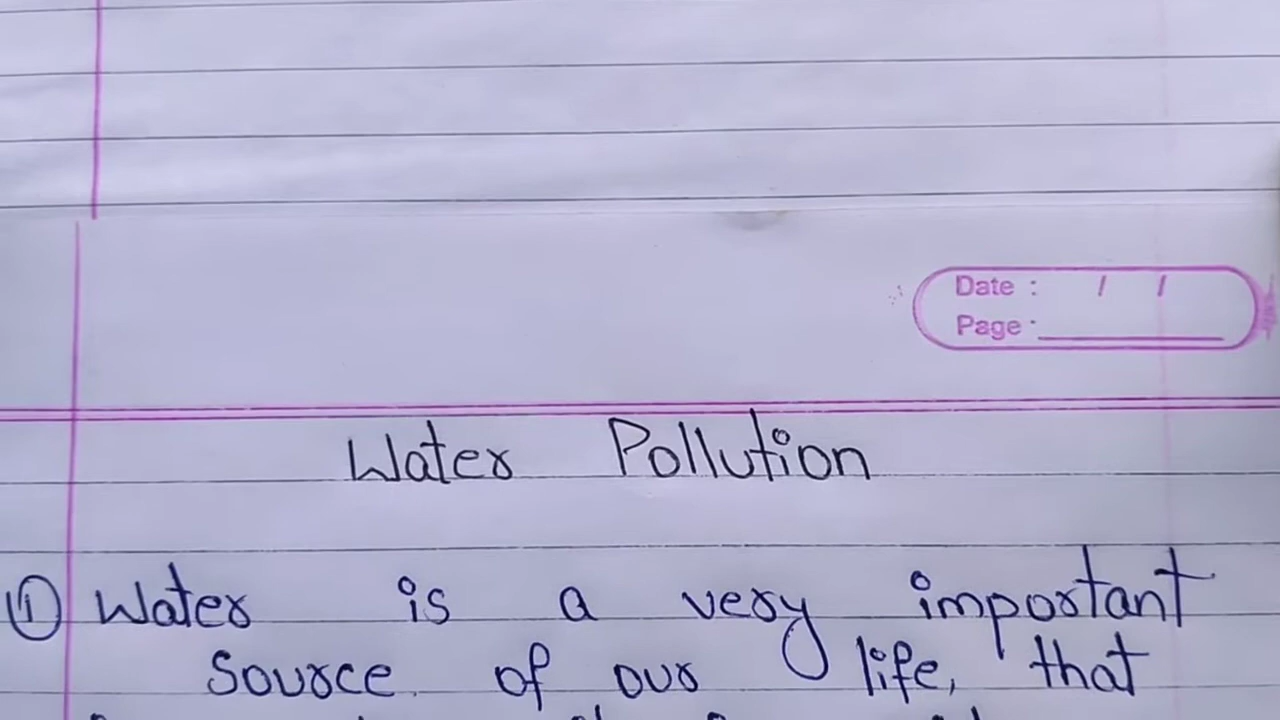 Date : / /
Page :
Water Pollution
① Water is a very important
source of our life, that